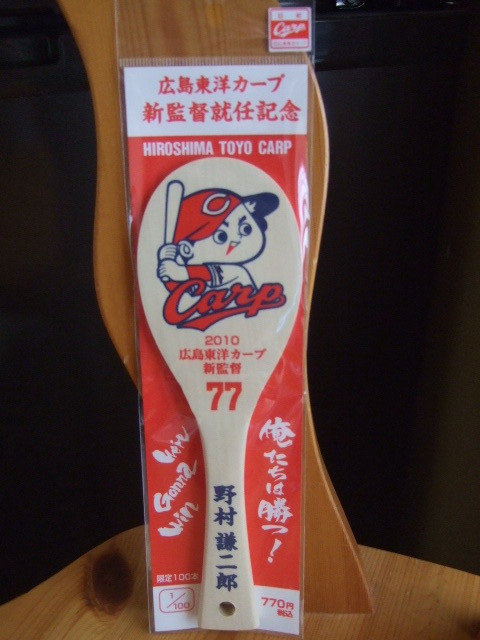 Carp
広島東洋カープ
新監督就任記念
HIROSHIMA TOYO CARP
C
Carp
2010
広島東洋カープ
新監督
77
We're
Gonna
Win
俺たちは勝つ!
野村謙二郎
限定100本
1/100
770円
税込